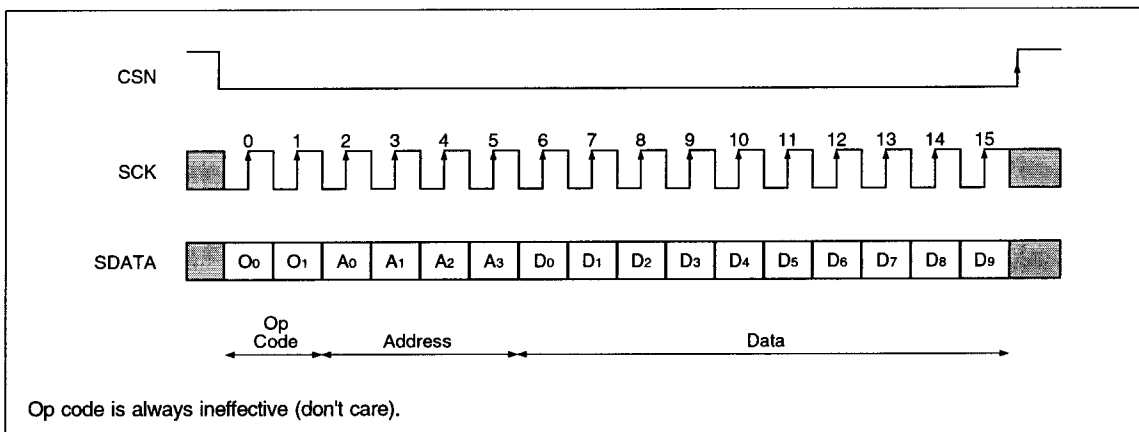 CSN
0 1 2 3 4 5 6 7 8 9 10 11 12 13 14 15
SCK
SDATA O0 O1 A0 A1 A2 A3 D0 D1 D2 D3 D4 D5 D6 D7 D8 D9
Op
Code Address Data
Op code is always ineffective (don't care).